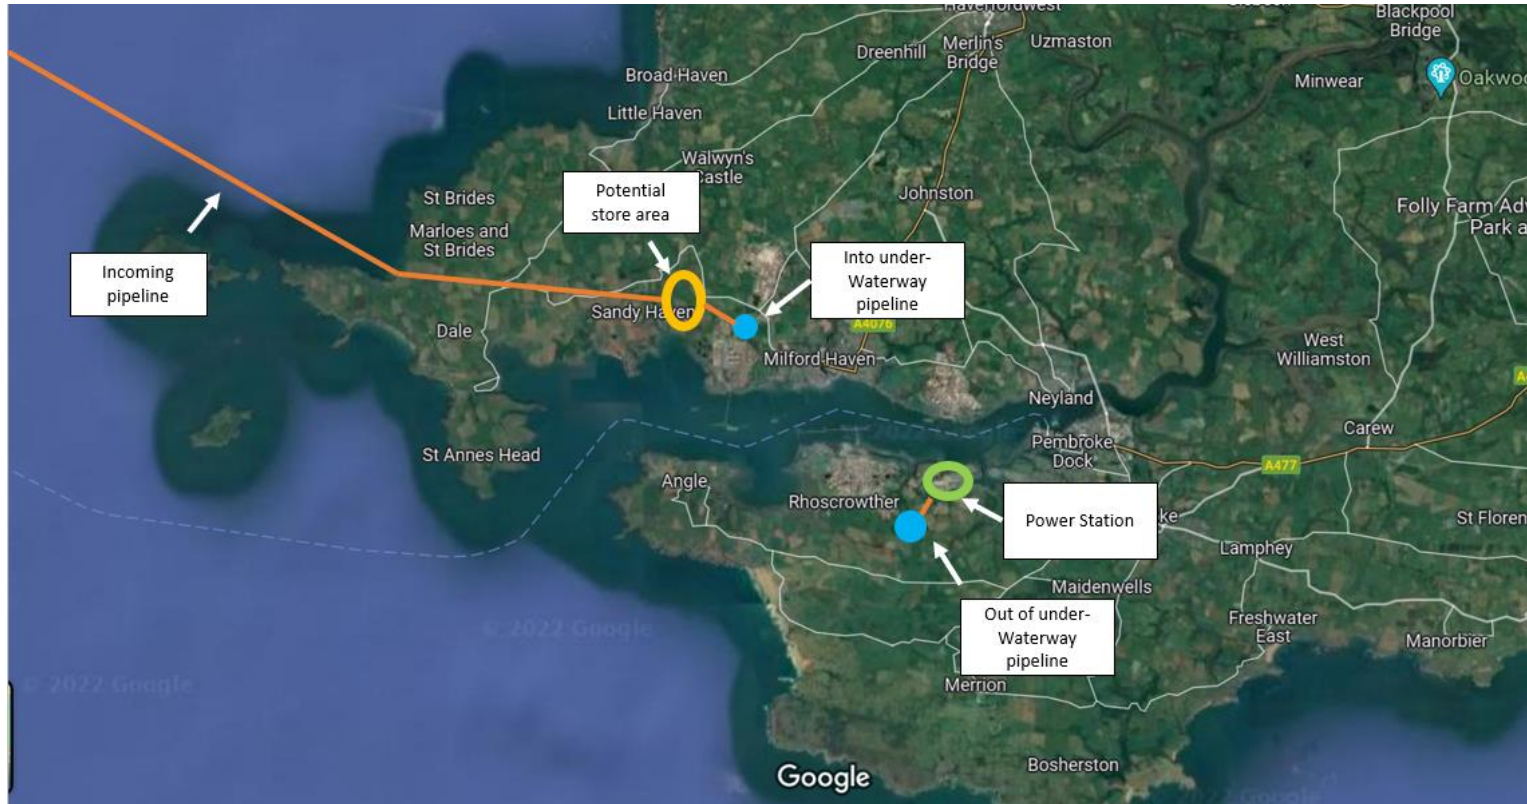 Haverfordwest
Blackpool
Bridge
Merlin's
Bridge
Dreenhill
Uzmaston
Broad Haven
Minwear
Oakwoo
Little Haven
Walwyn's
Castle
Johnston
St Brides
Marloes and
St Brides
Folly Farm Adv
Park a
Potential
store area
Incoming
pipeline
Into under-
Waterway
pipeline
Sandy Haven
Dale
A4076
Milford Haven
West
Williamston
A
Neyland
Carew
Pembroke
Dock
A477
St Annes Head
Angle
Rhoscrowther
Power Station
ke
St Floren
Lamphey
Maidenwells
Out of under-
Waterway
pipeline
Freshwater
East
Manorbier
© 2022 Google
© 2022 Google
Merrion
Bosherston
Google